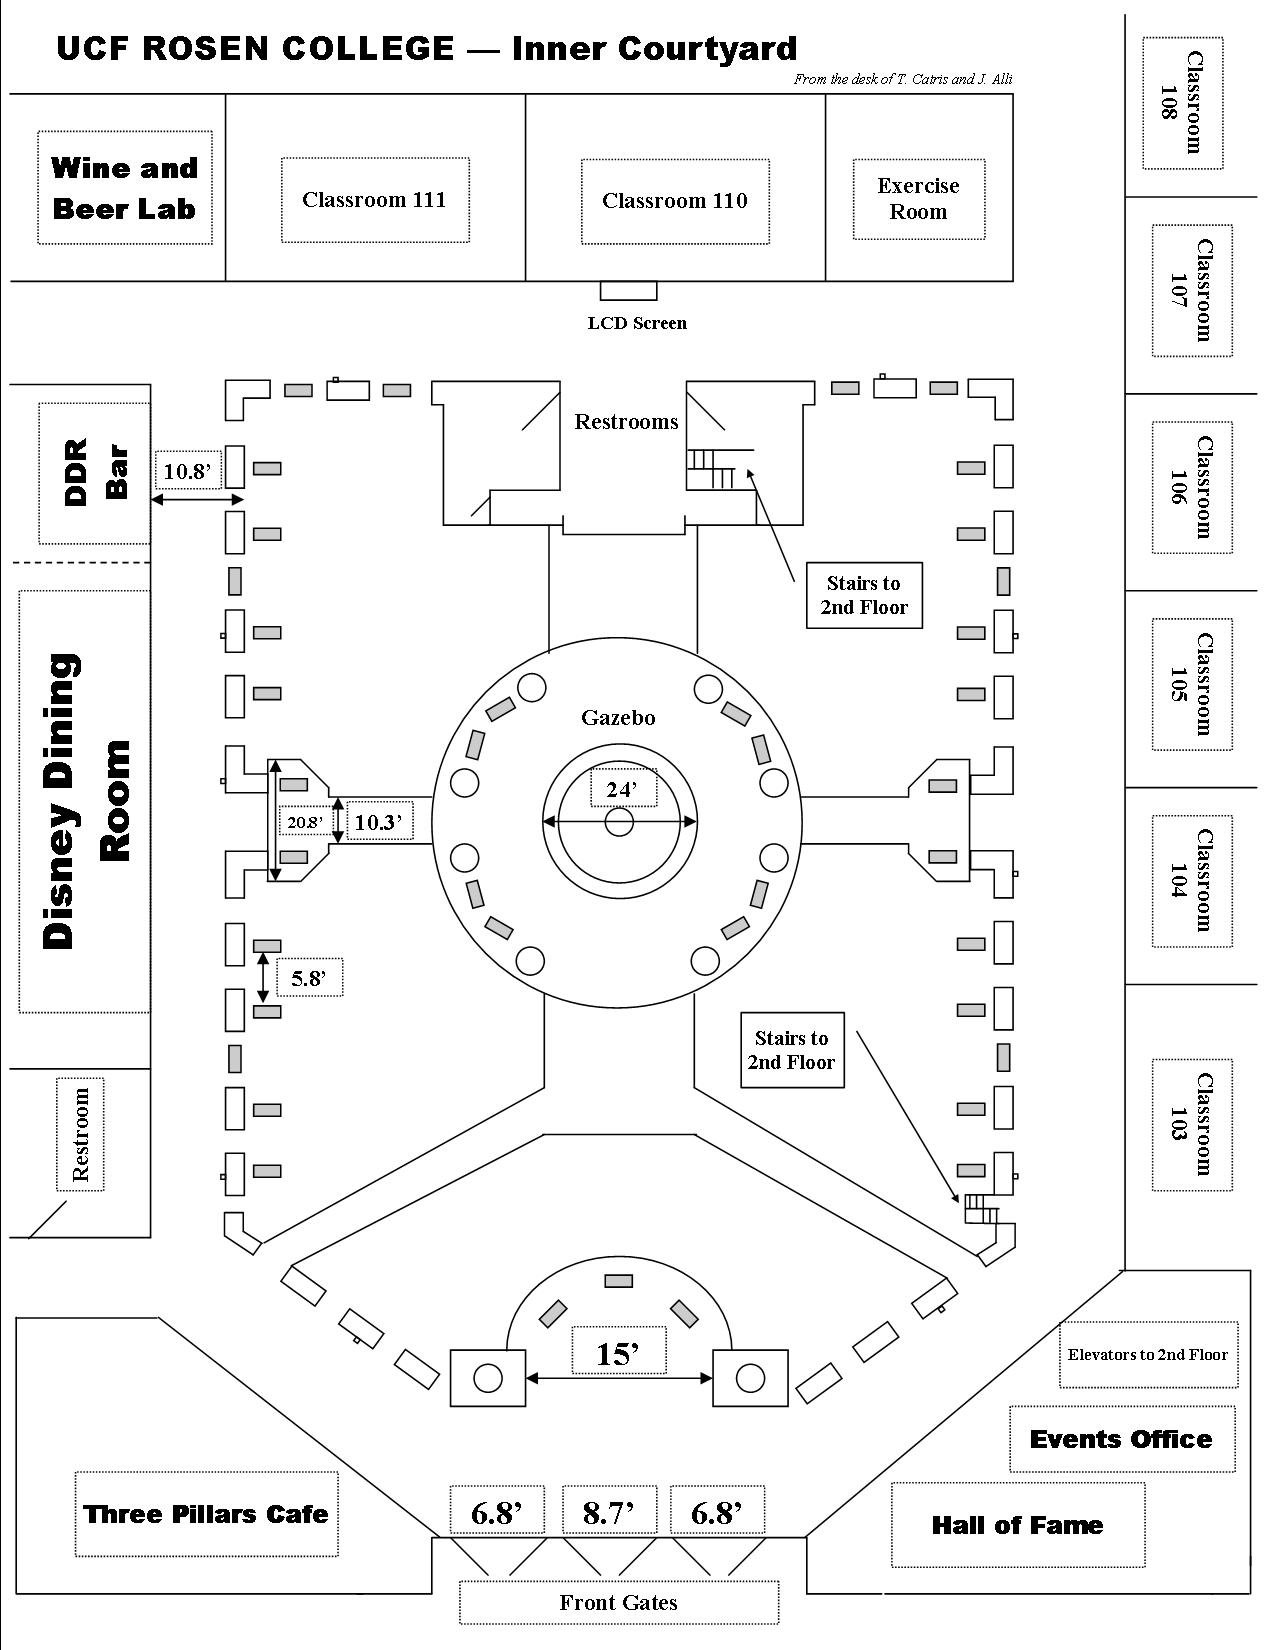 UCF ROSEN COLLEGE — Inner Courtyard
From the desk of T. Catris and J. Alli
Wine and
Beer Lab
Classroom 111
Classroom 110
Exercise
Room
Classroom
108
LCD Screen
Classroom
107
DDR
Bar
10.8’
Restrooms
Classroom
106
Stairs to
2nd Floor
Disney Dining
Room
Gazebo
24’
20.8’
10.3’
Classroom
105
Classroom
104
5.8’
Stairs to
2nd Floor
Restroom
Classroom
103
15’
Elevators to 2nd Floor
Events Office
Three Pillars Cafe
6.8’
8.7’
6.8’
Hall of Fame
Front Gates